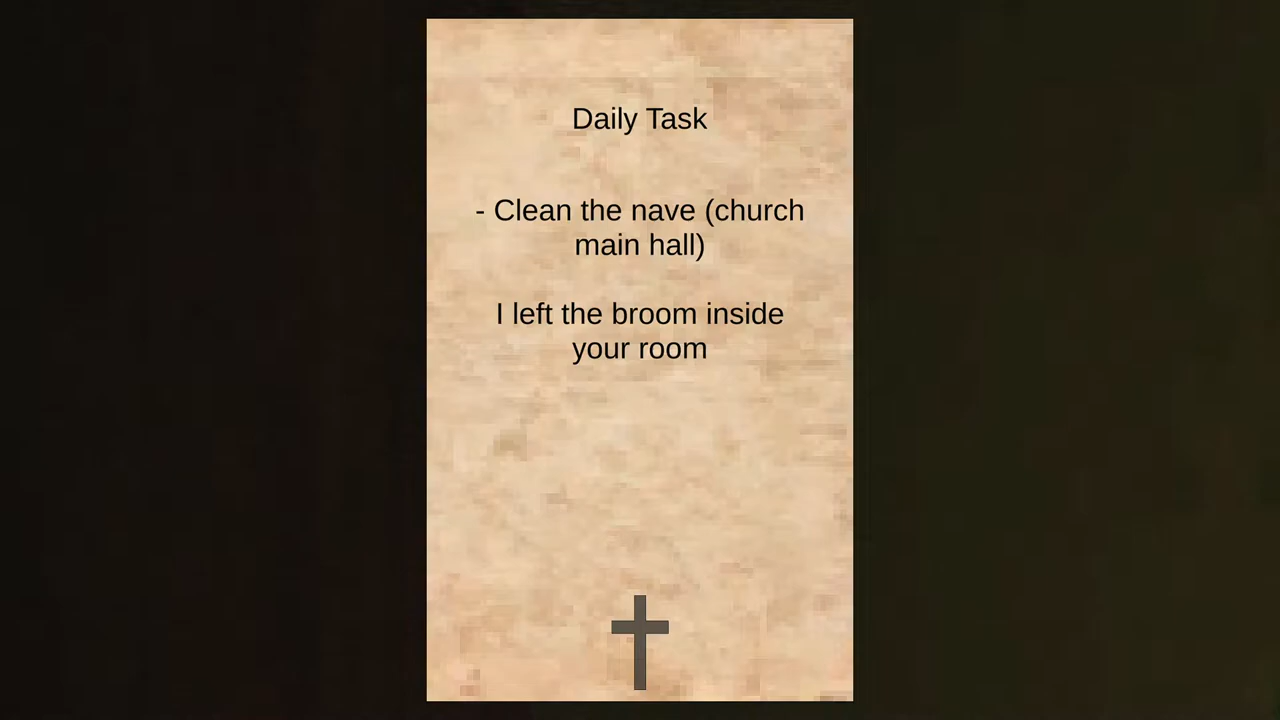 Daily Task
- Clean the nave (church
main hall)
I left the broom inside
your room